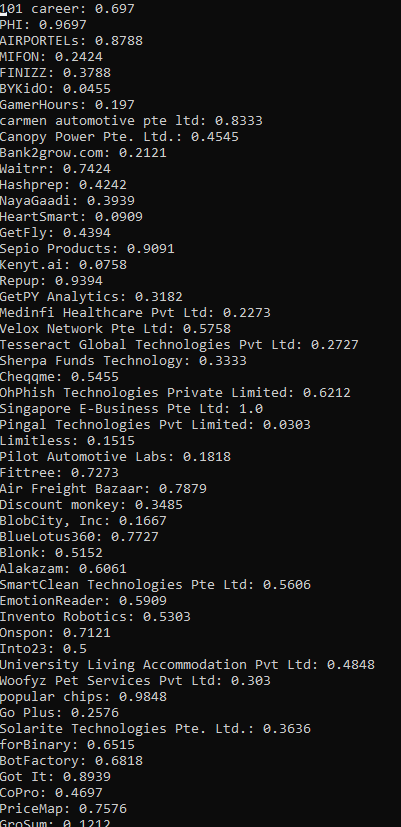 101 career: 0.697
PHI: 0.9697
AIRPORTELs: 0.8788
MIFON: 0.2424
FINIZZ: 0.3788
BYKidO: 0.0455
GamerHours: 0.197
carmen automotive pte ltd: 0.8333
Canopy Power Pte. Ltd.: 0.4545
Bank2grow.com: 0.2121
Waitrr: 0.7424
Hashprep: 0.4242
NayaGaadi: 0.3939
HeartSmart: 0.0909
GetFly: 0.4394
Sepio Products: 0.9091
Kenyt.ai: 0.0758
Repup: 0.9394
GetPY Analytics: 0.3182
Medinfi Healthcare Pvt Ltd: 0.2273
Velox Network Pte Ltd: 0.5758
Tesseract Global Technologies Pvt Ltd: 0.2727
Sherpa Funds Technology: 0.3333
Cheqqme: 0.5455
OhPhish Technologies Private Limited: 0.6212
Singapore E-Business Pte Ltd: 1.0
Pingal Technologies Pvt Limited: 0.0303
Limitless: 0.1515
Pilot Automotive Labs: 0.1818
Fittree: 0.7273
Air Freight Bazaar: 0.7879
Discount monkey: 0.3485
BlobCity, Inc: 0.1667
BlueLotus360: 0.7727
Blonk: 0.5152
Alakazam: 0.6061
SmartClean Technologies Pte Ltd: 0.5606
EmotionReader: 0.5909
Invento Robotics: 0.5303
Onspon: 0.7121
Into23: 0.5
University Living Accommodation Pvt Ltd: 0.4848
Woofyz Pet Services Pvt Ltd: 0.303
popular chips: 0.9848
Go Plus: 0.2576
Solarite Technologies Pte. Ltd.: 0.3636
forBinary: 0.6515
BotFactory: 0.6818
Got It: 0.8939
CoPro: 0.4697
PriceMap: 0.7576
GroSum: 0.1212